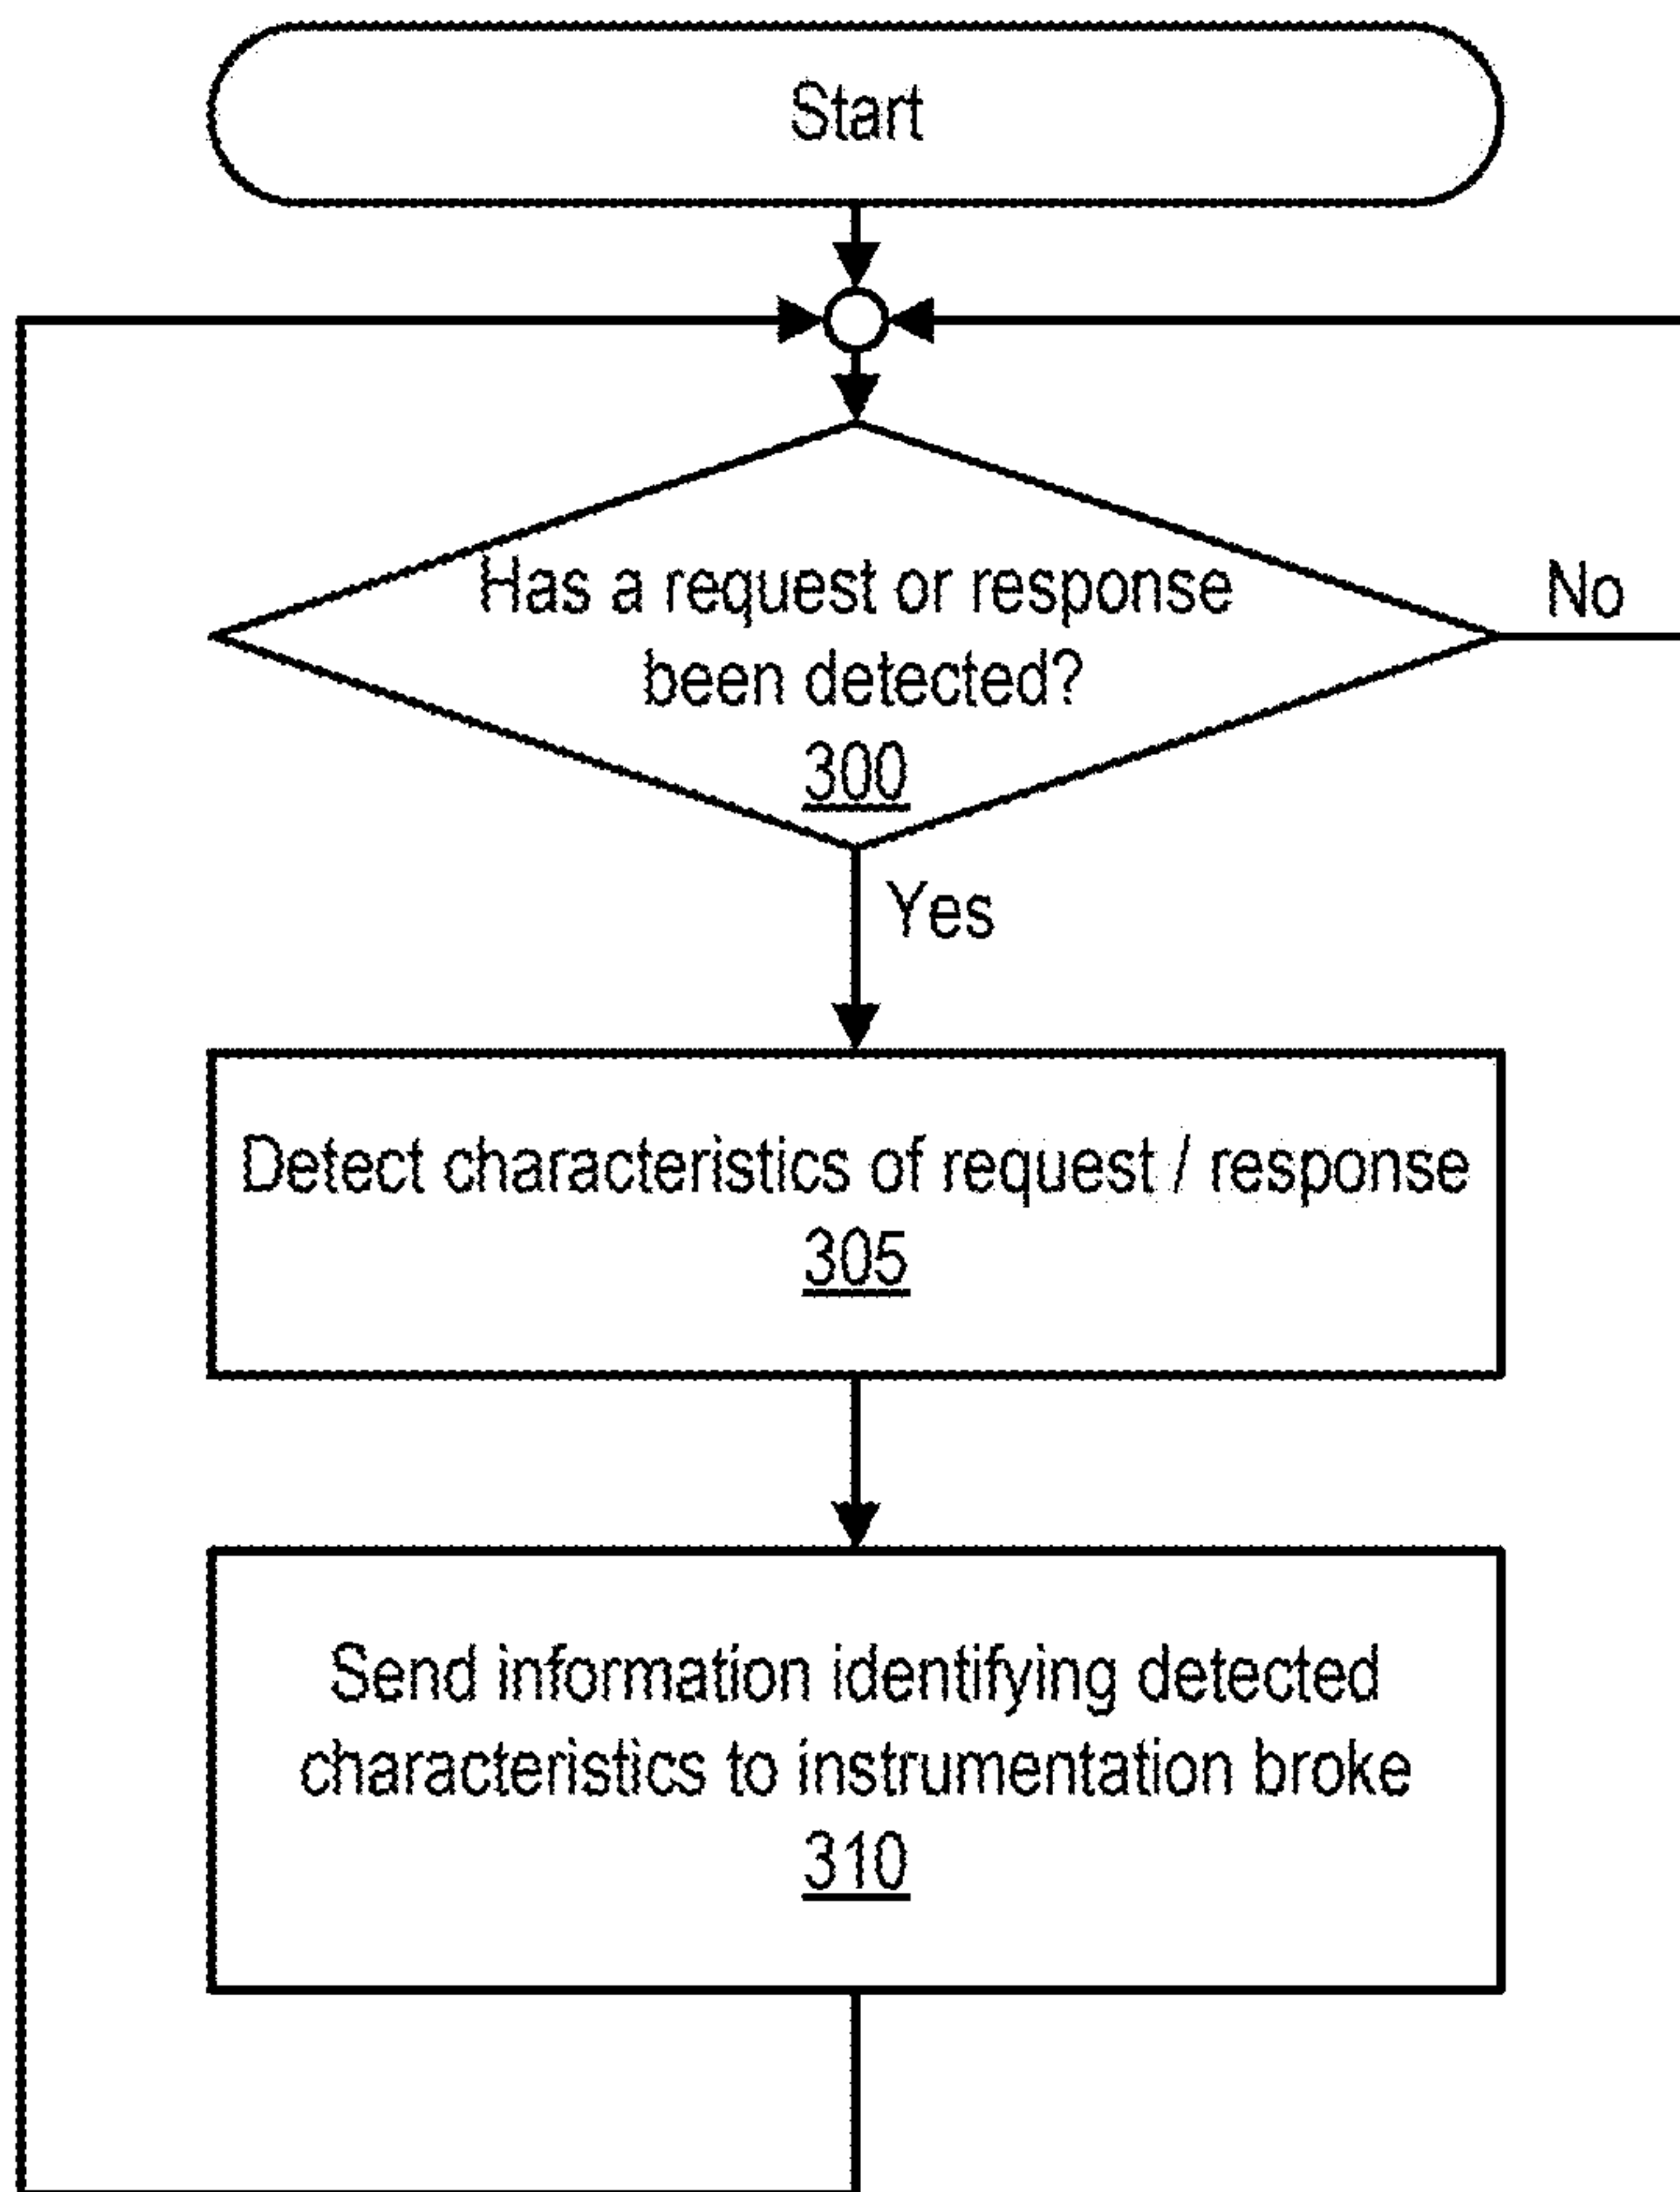 Start
Has a request or response
No
been detected?
300
Yes
Detect characteristics of request / response
305
Send information identifying detected
characteristics to instrumentation broke
310